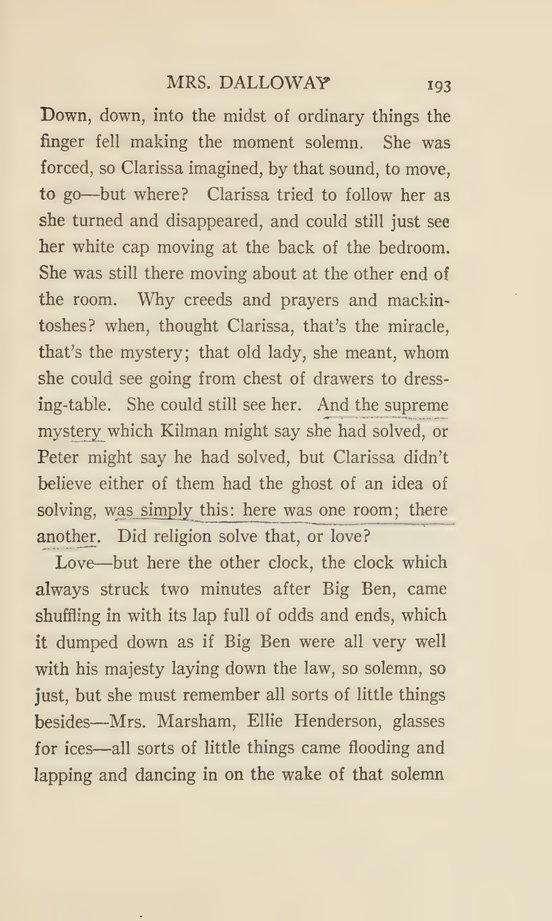 MRS. DALLOWAY 193
Down, down, into the midst of ordinary things the
finger fell making the moment solemn. She was
forced, so Clarissa imagined, by that sound, to move,
to go—but where? Clarissa tried to follow her as
she turned and disappeared, and could still just see
her white cap moving at the back of the bedroom.
She was still there moving about at the other end of
the room. Why creeds and prayers and mackin-
toshes? when, thought Clarissa, that's the miracle,
that's the mystery; that old lady, she meant, whom
she could see going from chest of drawers to dress-
ing-table. She could still see her. And the supreme
mystery which Kilman might say she had solved, or
Peter might say he had solved, but Clarissa didn't
believe either of them had the ghost of an idea of
solving, was simply this: here was one room; there
another. Did religion solve that, or love?
Love—but here the other clock, the clock which
always struck two minutes after Big Ben, came
shuffling in with its lap full of odds and ends, which
it dumped down as if Big Ben were all very well
with his majesty laying down the law, so solemn, so
just, but she must remember all sorts of little things
besides—Mrs. Marsham, Ellie Henderson, glasses
for ices—all sorts of little things came flooding and
lapping and dancing in on the wake of that solemn